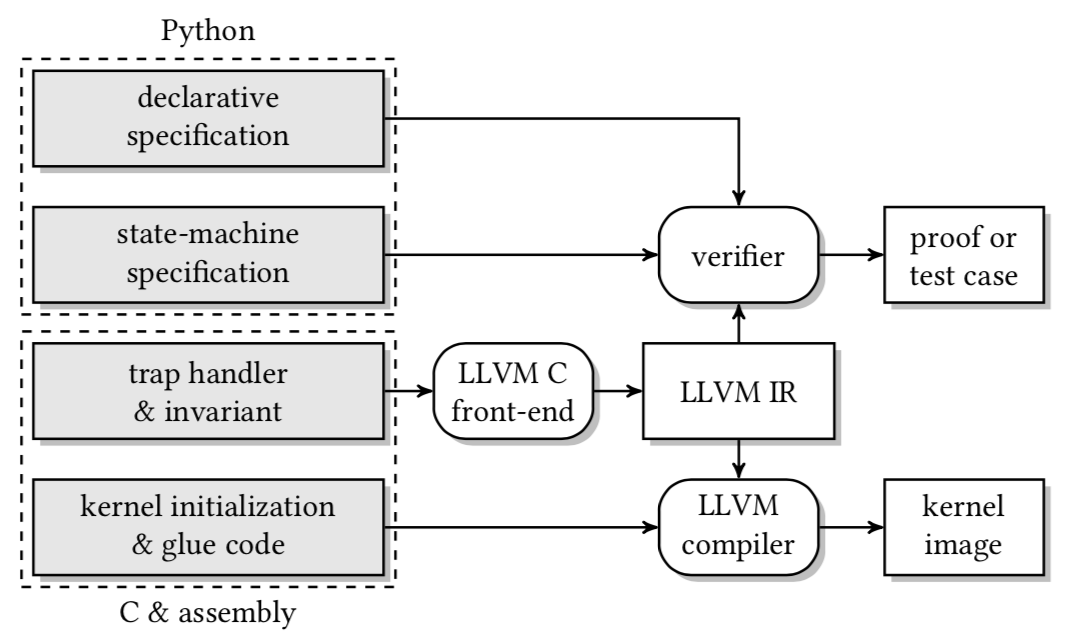 Python
declarative
specification
state-machine
specification
verifier
proof or
test case
trap handler
& invariant
LLVM C
front-end
LLVM IR
kernel initialization
& glue code
LLVM
compiler
kernel
image
C & assembly